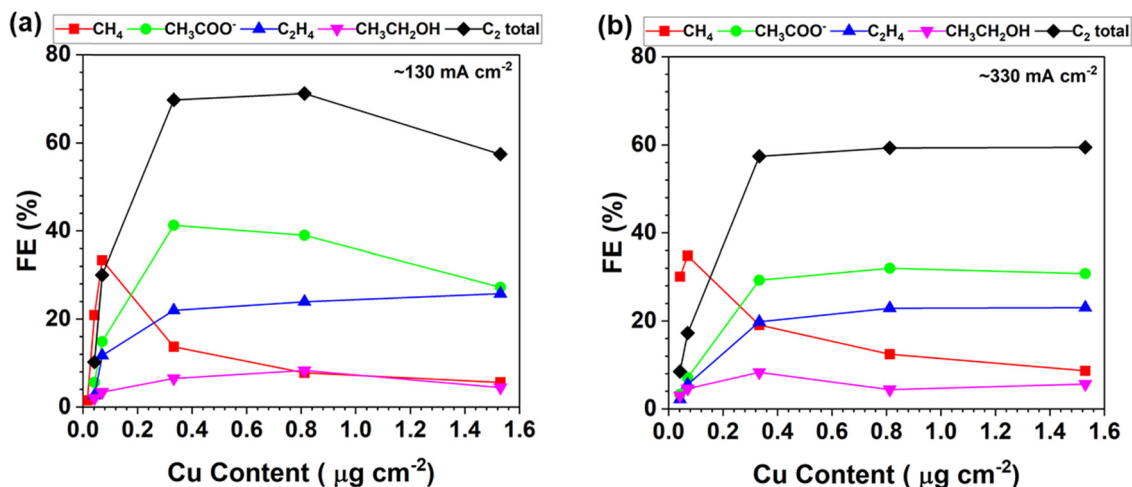 (a)
CH₄ CH₃COO⁻ C₂H₄ CH₃CH₂OH C₂ total
~130 mA cm⁻²
80
60
40
20
0
FE (%)
0.0 0.2 0.4 0.6 0.8 1.0 1.2 1.4 1.6
Cu Content ( μg cm⁻²)
(b)
CH₄ CH₃COO⁻ C₂H₄ CH₃CH₂OH C₂ total
~330 mA cm⁻²
80
60
40
20
0
FE (%)
0.0 0.2 0.4 0.6 0.8 1.0 1.2 1.4 1.6
Cu Content ( μg cm⁻²)